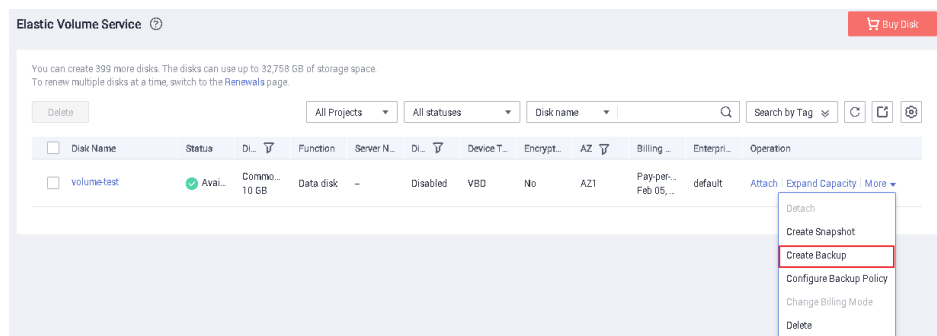 Elastic Volume Service
Buy Disk
You can create 399 more disks. The disks can use up to 32,758 GB of storage space.
To renew multiple disks at a time, switch to the Renewals page.
Delete All Projects All statuses Disk name Search by Tag
Disk Name Status Di... Function Server N... Di... Device T... Encrypt... AZ Billing ... Enterpri... Operation
volume-test Avai... Commo... 10 GB Data disk -- Disabled VBD No AZ1 Pay-per-... Feb 05, ... default Attach Expand Capacity More
Detach
Create Snapshot
Create Backup
Configure Backup Policy
Change Billing Mode
Delete